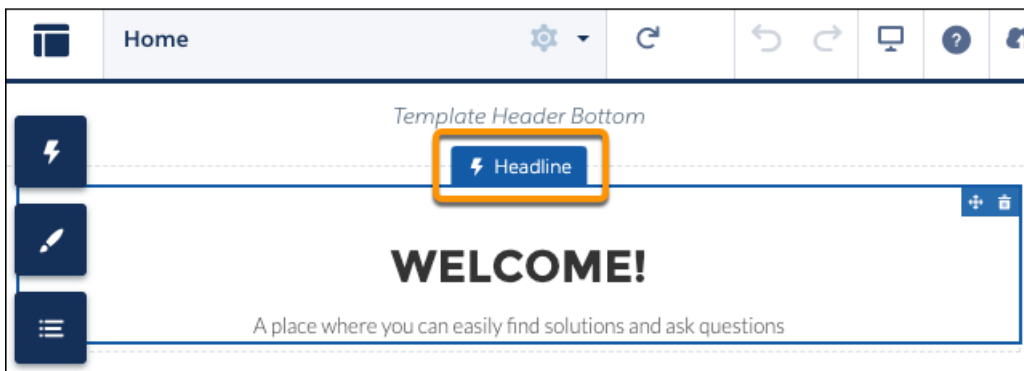 Home
?
Template Header Bottom
Headline
WELCOME!
A place where you can easily find solutions and ask questions